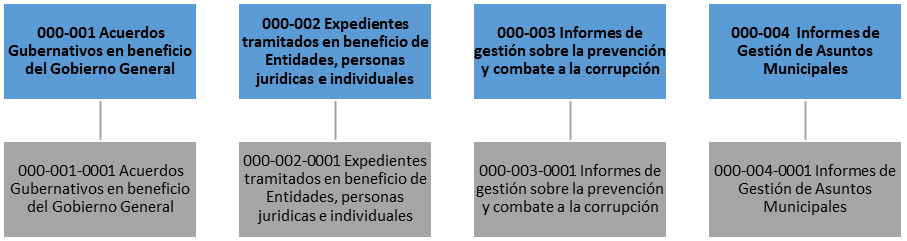 000-001 Acuerdos
Gubernativos en beneficio
del Gobierno General
000-002 Expedientes
tramitados en beneficio de
Entidades, personas
juridicas e individuales
000-003 Informes de
gestión sobre la prevención
y combate a la corrupción
000-004  Informes de
Gestión de Asuntos
Municipales
000-001-0001 Acuerdos
Gubernativos en beneficio
del Gobierno General
000-002-0001 Expedientes
tramitados en beneficio de
Entidades, personas
juridicas e individuales
000-003-0001 Informes de
gestión sobre la prevención
y combate a la corrupción
000-004-0001 Informes de
Gestión de Asuntos
Municipales